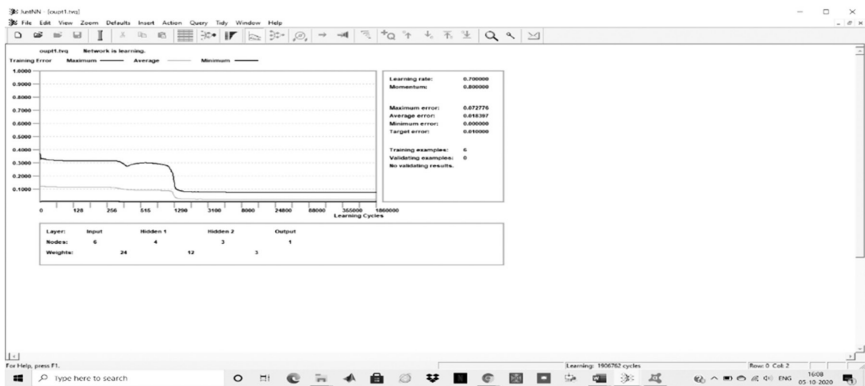 JustNN - [oupt1.tvq]
File Edit View Zoom Defaults Insert Action Query Tidy Window Help
oupt1.tvq Network is learning.
Training Error Maximum Average Minimum
1.0000
0.9000
0.8000
0.7000
0.6000
0.5000
0.4000
0.3000
0.2000
0.1000
0 128 256 515 1200 3100 8000 24000 88000 365000 1860000
Learning Cycles
Learning rate: 0.700000
Momentum: 0.800000
Maximum error: 0.072776
Average error: 0.018397
Minimum error: 0.000000
Target error: 0.010000
Training examples: 6
Validating examples: 0
No validating results.
Layer: Input Hidden 1 Hidden 2 Output
Nodes: 6 4 3 1
Weights: 24 12 3
For Help, press F1.
Learning: 1906762 cycles
Row: 0 Col: 2
Type here to search
ENG
16:08
05-10-2020